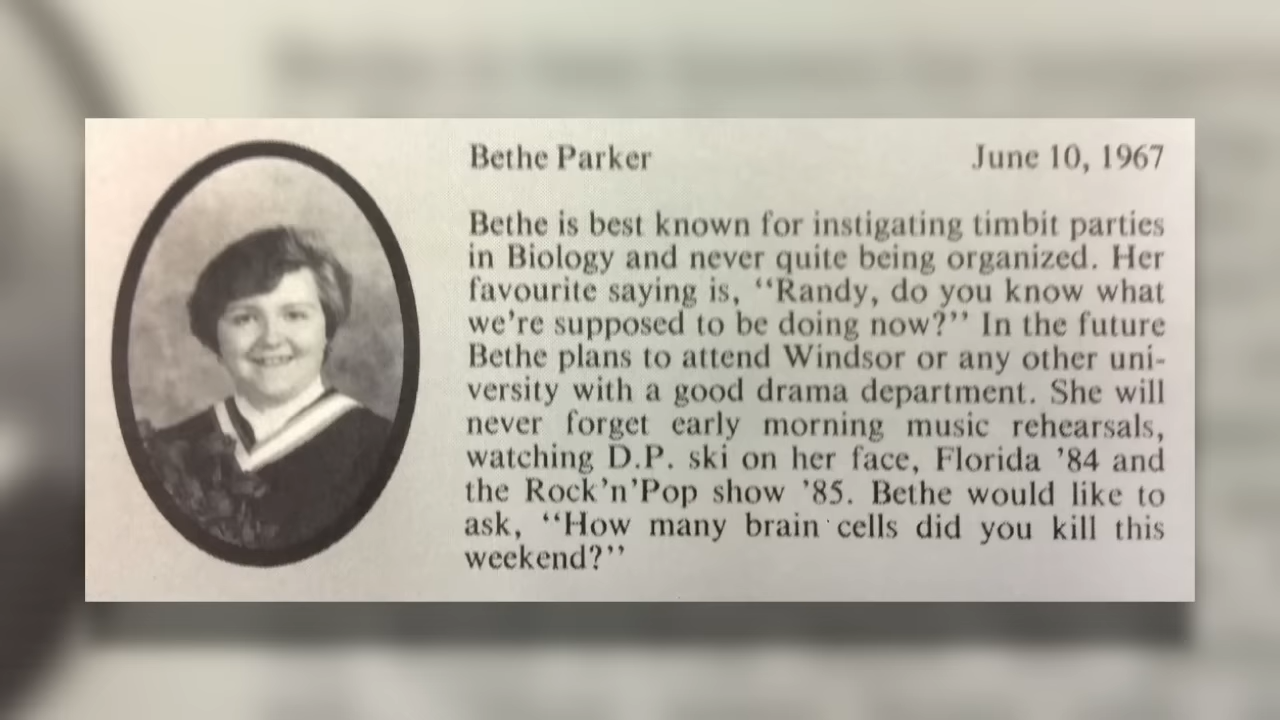 Bethe Parker June 10, 1967
Bethe is best known for instigating timbit parties
in Biology and never quite being organized. Her
favourite saying is, “Randy, do you know what
we're supposed to be doing now?” In the future
Bethe plans to attend Windsor or any other uni-
versity with a good drama department. She will
never forget early morning music rehearsals,
watching D.P. ski on her face, Florida '84 and
the Rock'n'Pop show '85. Bethe would like to
ask, “How many brain cells did you kill this
weekend?”